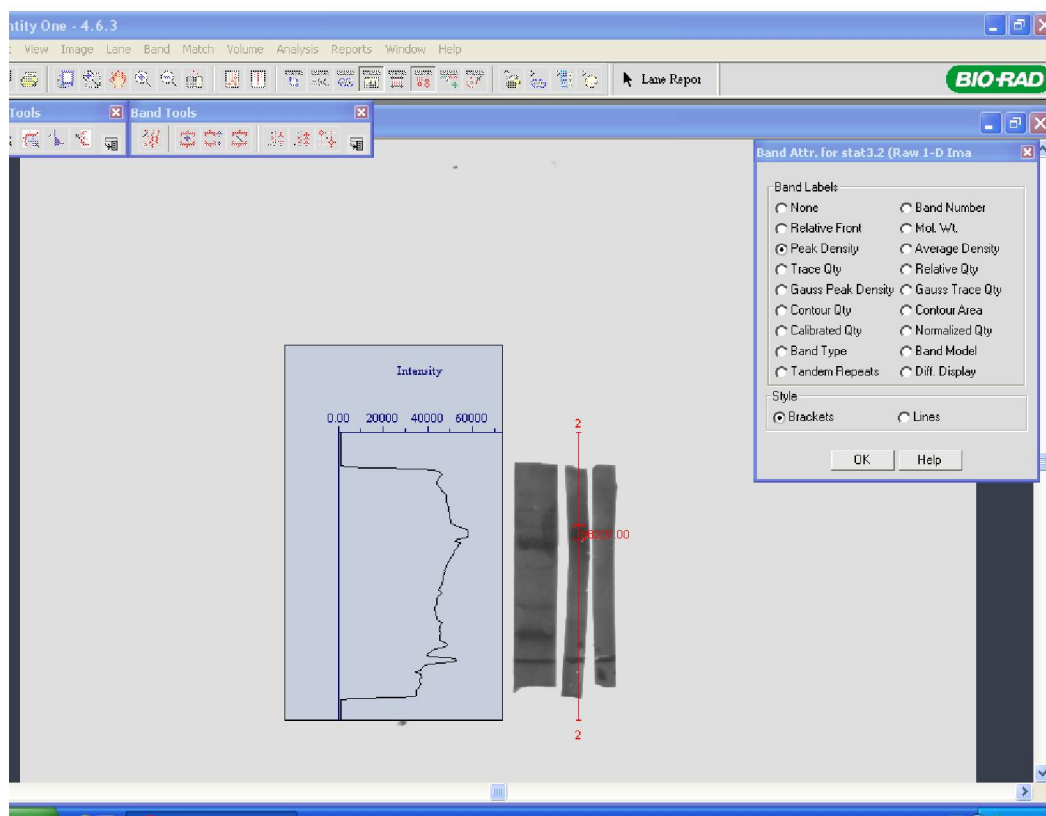 ntity One - 4.6.3
View Image Lane Band Match Volume Analysis Reports Window Help
Lane Repor
BIO-RAD
Tools
Band Tools
Band Attr. for stat3.2 (Raw 1-D Ima
Band Labels
None
Band Number
Relative Front
Mol. Wt.
Peak Density
Average Density
Trace Qty
Relative Qty
Gauss Peak Density
Gauss Trace Qty
Contour Qty
Contour Area
Calibrated Qty
Normalized Qty
Band Type
Band Model
Tandem Repeats
Diff. Display
Style
Brackets
Lines
OK
Help
Intensity
0.00 20000 40000 60000
2
2